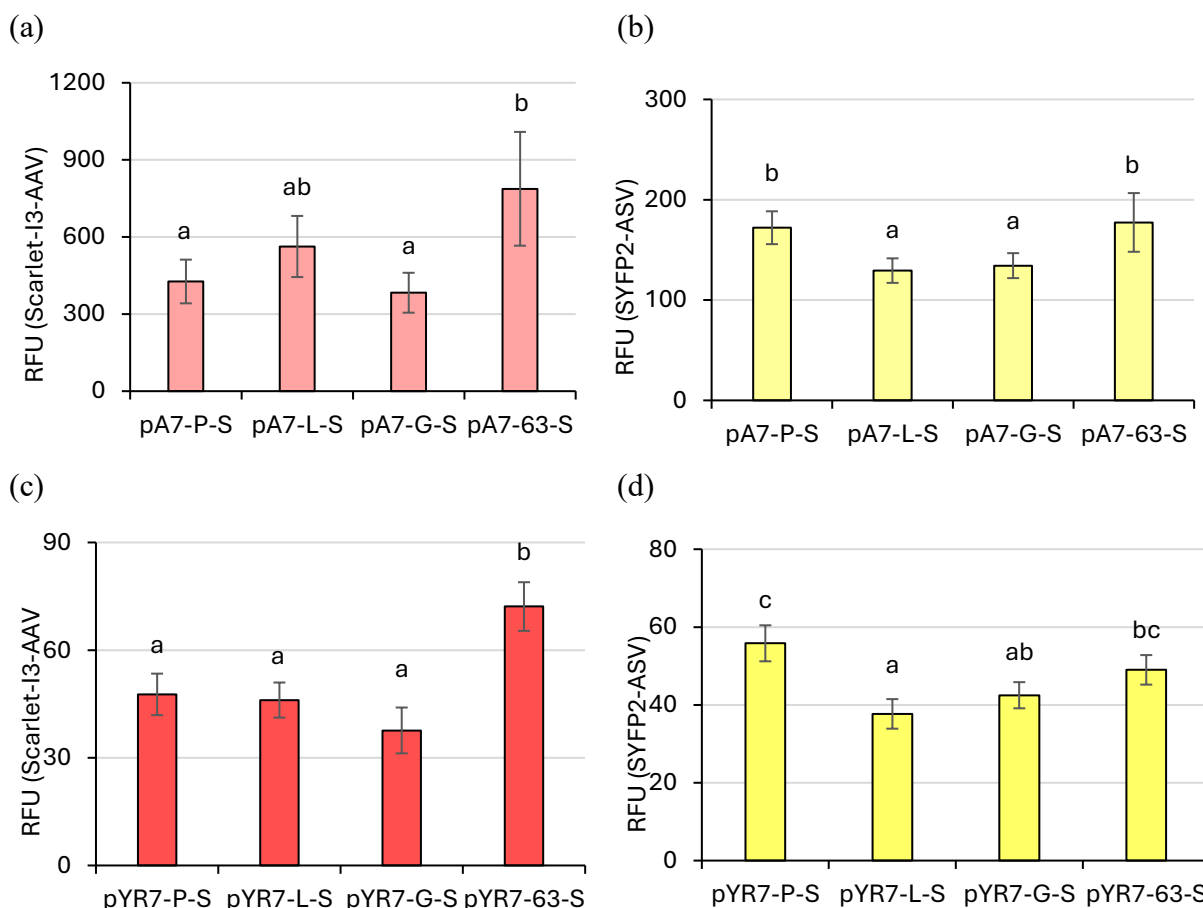 (a)
RFU (Scarlet-I3-AAV)
1200
900
600
300
0
a
ab
a
b
pA7-P-S pA7-L-S pA7-G-S pA7-63-S
(b)
RFU (SYFP2-ASV)
300
200
100
0
b
a
a
b
pA7-P-S pA7-L-S pA7-G-S pA7-63-S
(c)
RFU (Scarlet-I3-AAV
90
60
30
0
a
a
a
b
pYR7-P-S pYR7-L-S pYR7-G-S pYR7-63-S
(d)
RFU (SYFP2-ASV)
80
60
40
20
0
c
a
ab
bc
pYR7-P-S pYR7-L-S pYR7-G-S pYR7-63-S